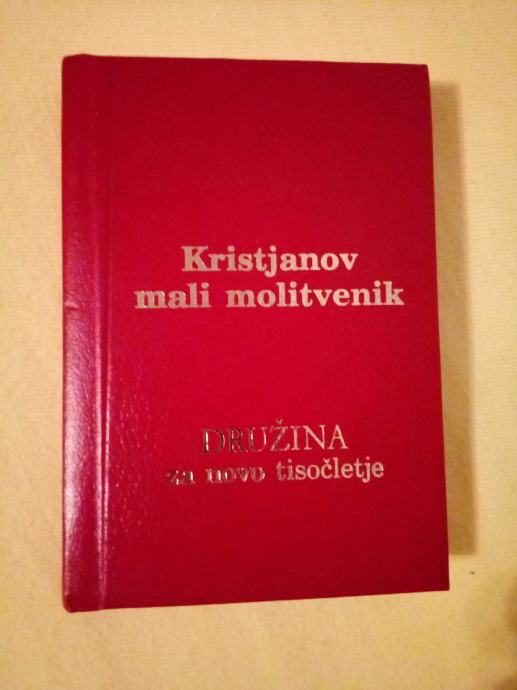 Kristjanov
mali molitvenik
DRUŽINA
za novo tisočletje